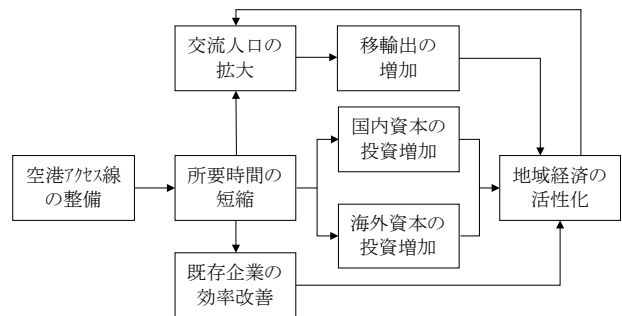 交流人口の
拡大
移輸出の
増加
国内資本の
投資増加
空港ｱｸｾｽ線
の整備
所要時間の
短縮
地域経済の
活性化
海外資本の
投資増加
既存企業の
効率改善